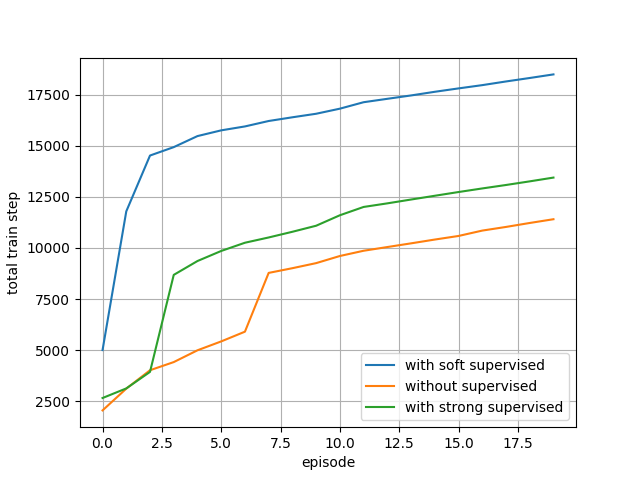 17500
15000
12500
10000
7500
5000
2500
total train step
with soft supervised
without supervised
with strong supervised
0.0 2.5 5.0 7.5 10.0 12.5 15.0 17.5
episode